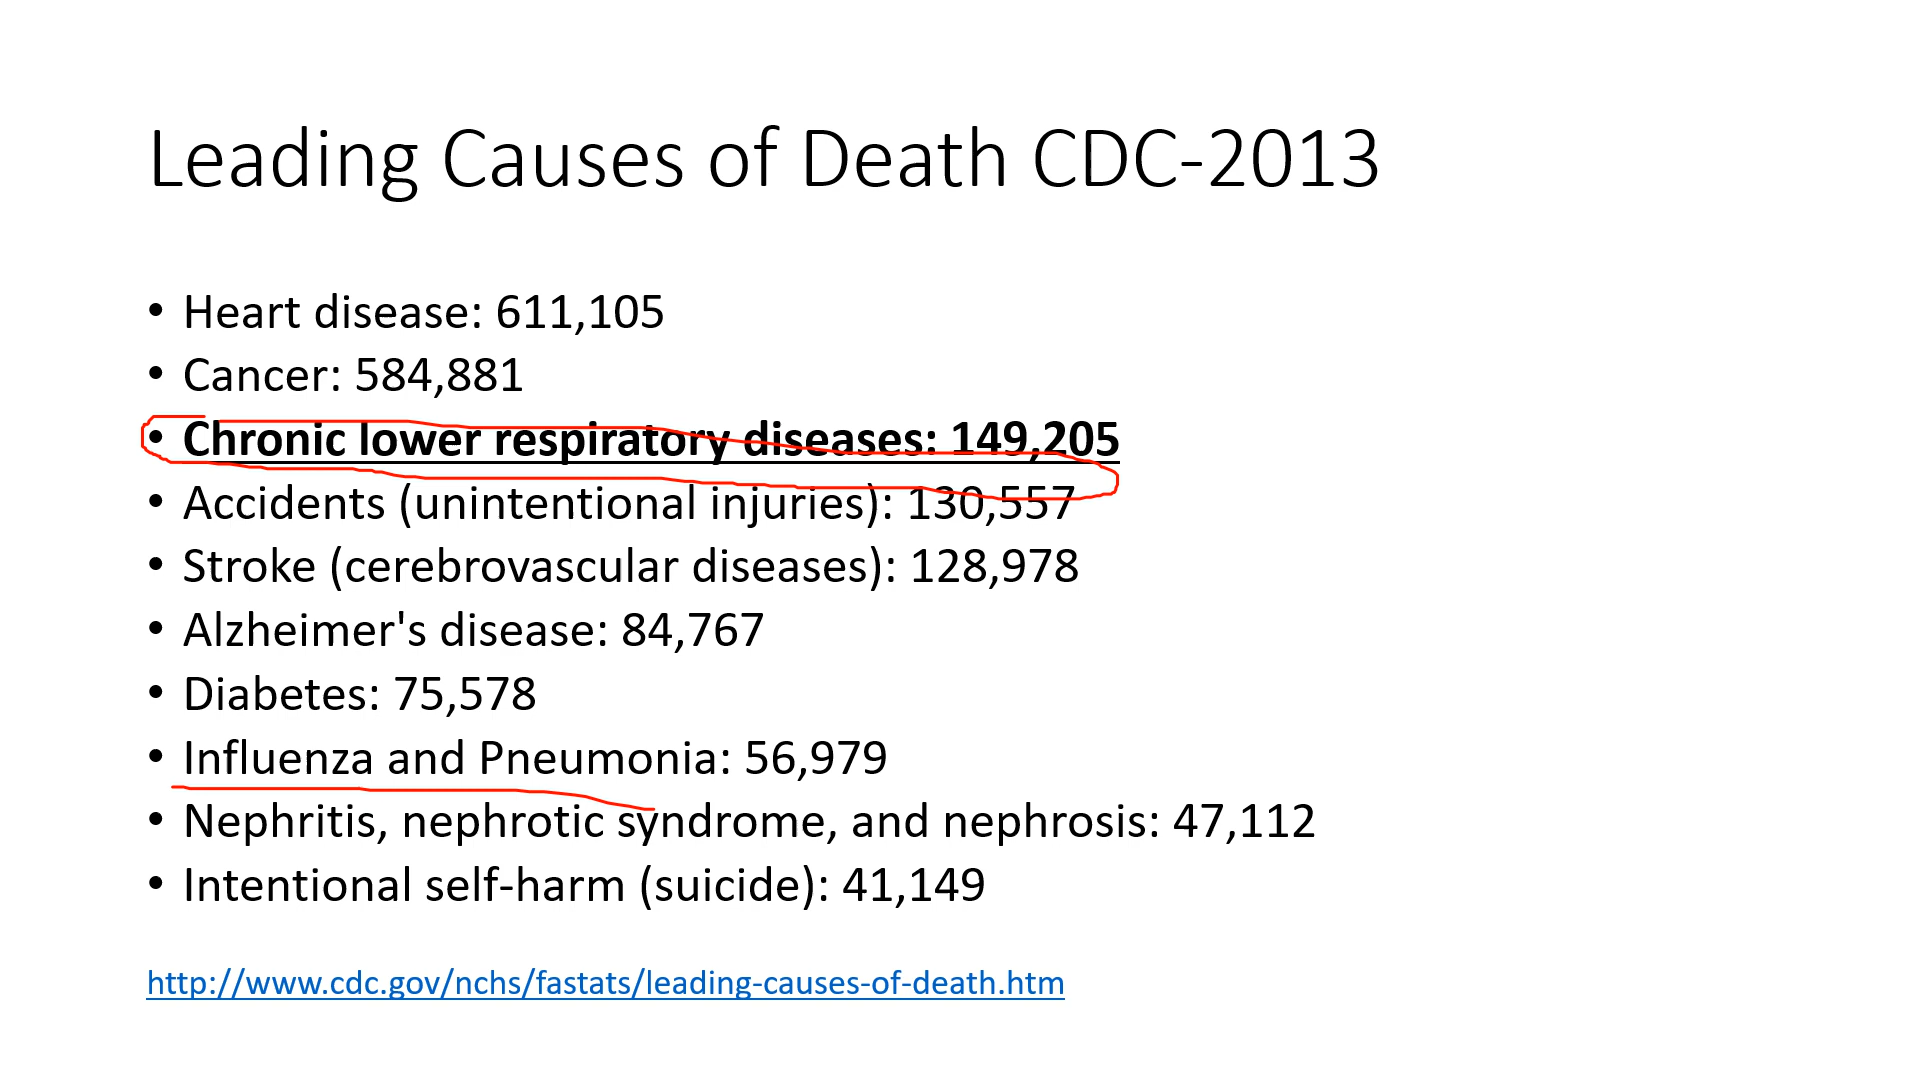 Leading Causes of Death CDC-2013
• Heart disease: 611,105
• Cancer: 584,881
• Chronic lower respiratory diseases: 149,205
• Accidents (unintentional injuries): 130,557
• Stroke (cerebrovascular diseases): 128,978
• Alzheimer's disease: 84,767
• Diabetes: 75,578
• Influenza and Pneumonia: 56,979
• Nephritis, nephrotic syndrome, and nephrosis: 47,112
• Intentional self-harm (suicide): 41,149
http://www.cdc.gov/nchs/fastats/leading-causes-of-death.htm